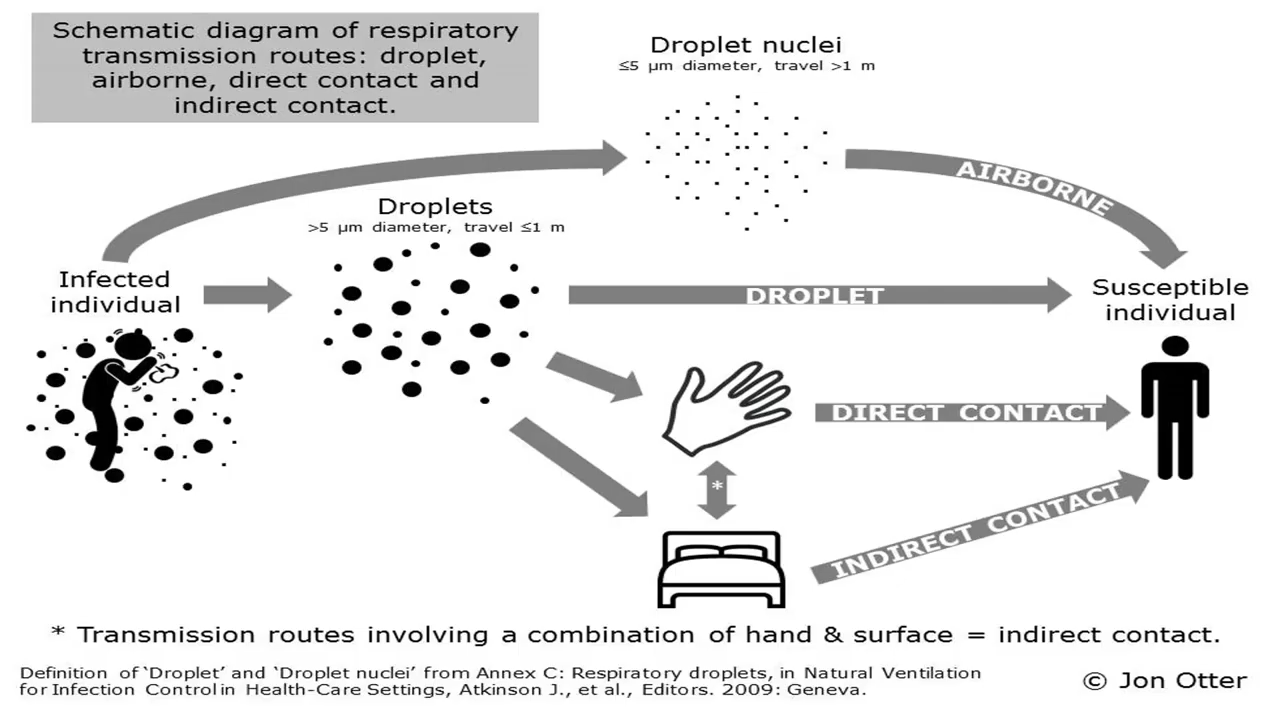 Schematic diagram of respiratory
transmission routes: droplet,
airborne, direct contact and
indirect contact.
Droplet nuclei
≤5 µm diameter, travel >1 m
AIRBORNE
Droplets
>5 µm diameter, travel ≤1 m
Infected
individual
DROPLET
Susceptible
individual
DIRECT CONTACT
*
INDIRECT CONTACT
* Transmission routes involving a combination of hand & surface = indirect contact.
Definition of ‘Droplet’ and ‘Droplet nuclei’ from Annex C: Respiratory droplets, in Natural Ventilation
for Infection Control in Health-Care Settings, Atkinson J., et al., Editors. 2009: Geneva.
© Jon Otter